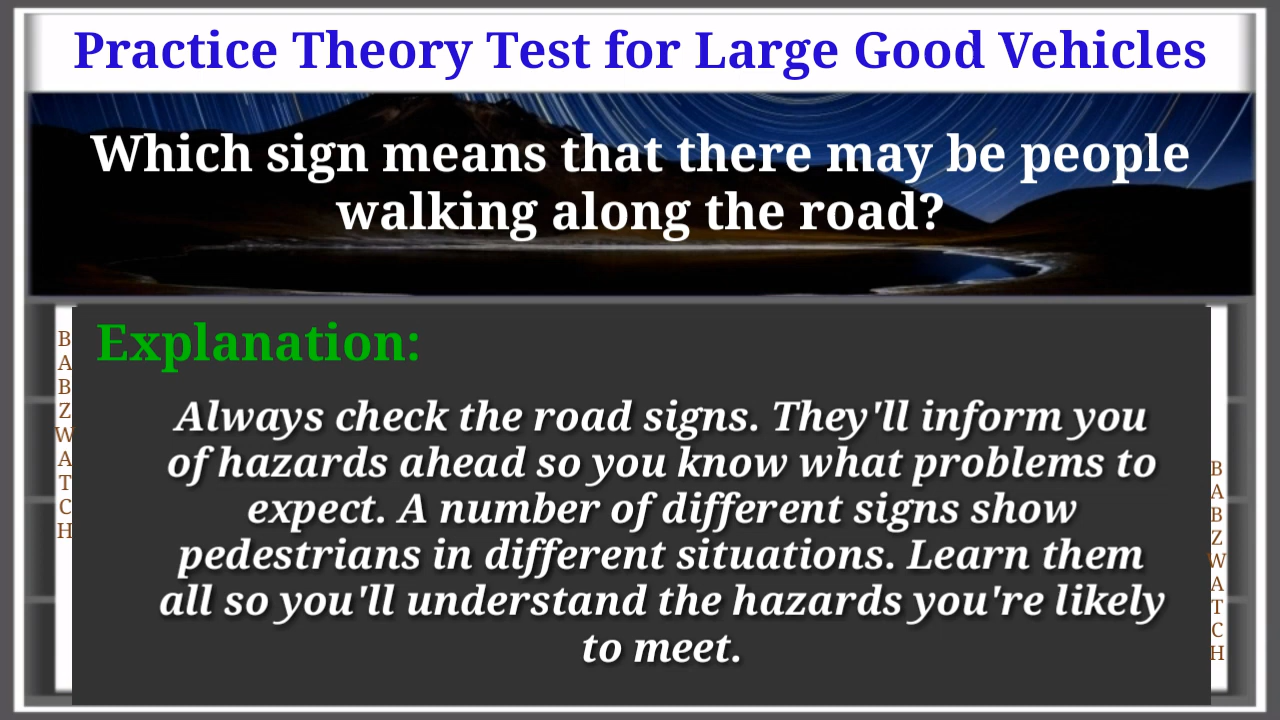 Practice Theory Test for Large Good Vehicles
Which sign means that there may be people
walking along the road?
Explanation:
Always check the road signs. They'll inform you
of hazards ahead so you know what problems to
expect. A number of different signs show
pedestrians in different situations. Learn them
all so you'll understand the hazards you're likely
to meet.
B
A
B
Z
W
A
T
C
H
B
A
B
Z
W
A
T
C
H